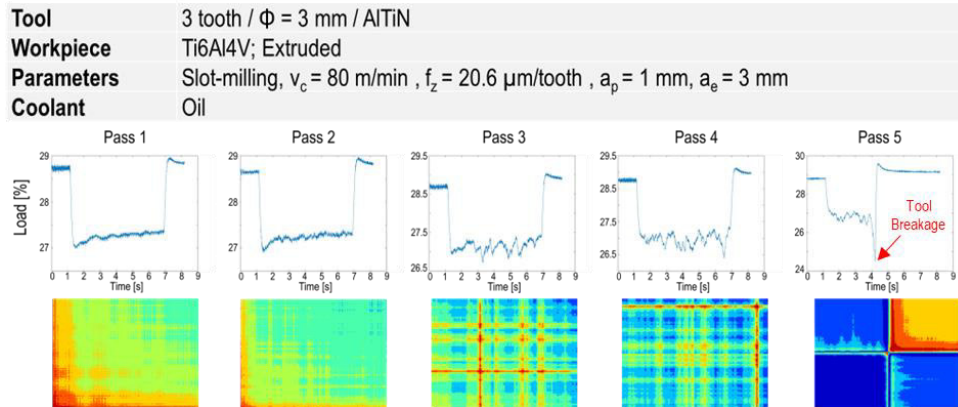 Tool 3 tooth / Φ = 3 mm / AlTiN
Workpiece Ti6Al4V; Extruded
Parameters Slot-milling, vc = 80 m/min , fz = 20.6 µm/tooth , ap = 1 mm, ae = 3 mm
Coolant Oil
Pass 1 Pass 2 Pass 3 Pass 4 Pass 5
Load [%]
29
28
27
0 1 2 3 4 5 6 7 8 9
Time [s]
29
28
27
0 1 2 3 4 5 6 7 8 9
Time [s]
29.5
28.5
27.5
26.5
0 1 2 3 4 5 6 7 8 9
Time [s]
29.5
28.5
27.5
26.5
0 1 2 3 4 5 6 7 8 9
Time [s]
30
28
26
24
0 1 2 3 4 5 6 7 8 9
Time [s]
Tool
Breakage